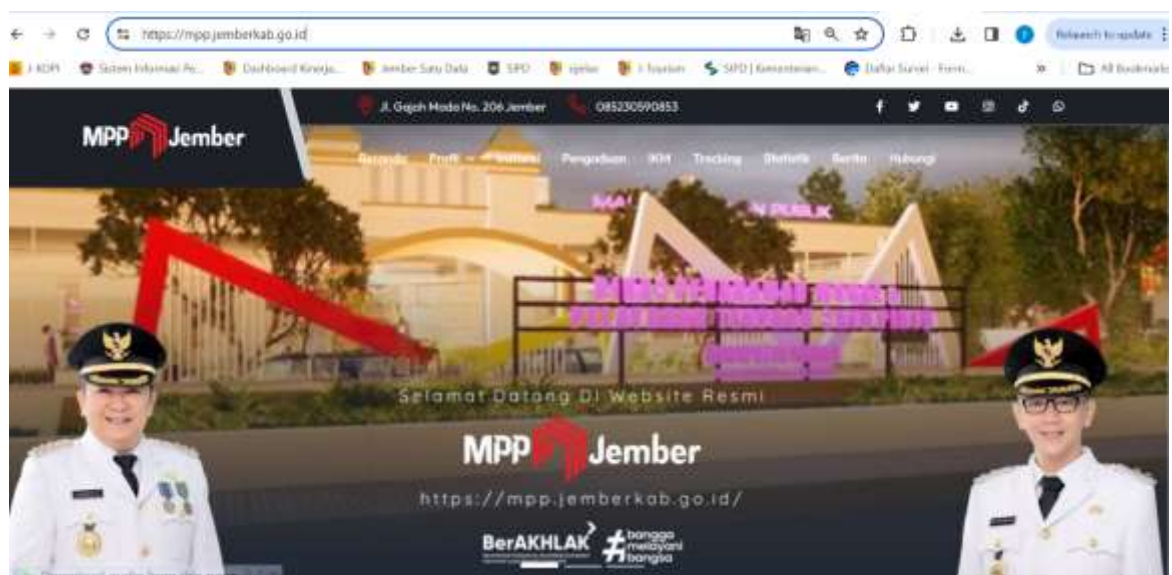 https://mpp.jemberkab.go.id
Relaunch to update
J-KOPI
Sistem Informasi Pe...
Dashboard Kinerja...
Jember Satu Data
SIPD
J-Tourism
SIPD | Kementerian...
Daftar Survei - Form...
All Bookmarks
Jl. Gajah Mada No. 206 Jember
085230590853
MPP Jember
Beranda
Profil
Instansi
Pengaduan
IKM
Tracking
Statistik
Berita
Hubungi
PUBLIK
Selamat Datang Di Website Resmi
MPP Jember
https://mpp.jemberkab.go.id/
BerAKHLAK
#bangga
melayani
bangsa